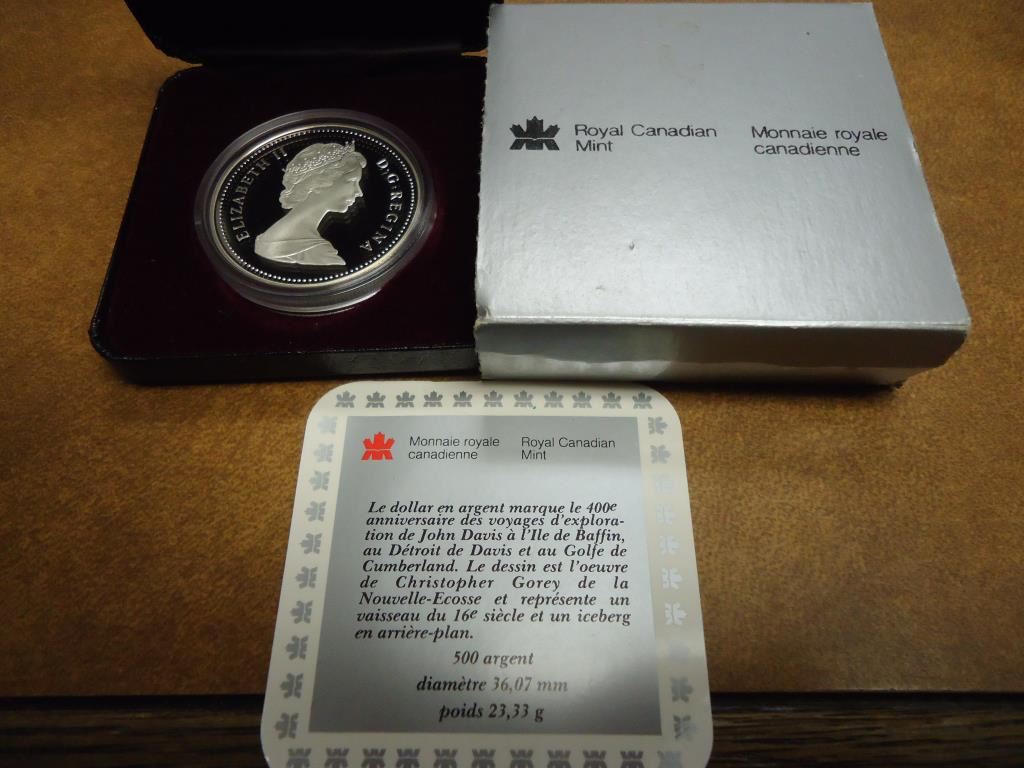 ELIZABETH II D·G·REGINA
Royal Canadian
Mint
Monnaie royale
canadienne
Monnaie royale
canadienne
Royal Canadian
Mint
Le dollar en argent marque le 400e
anniversaire des voyages d'explora-
tion de John Davis à l'Ile de Baffin,
au Détroit de Davis et au Golfe de
Cumberland. Le dessin est l'oeuvre
de Christopher Gorey de la
Nouvelle-Ecosse et représente un
vaisseau du 16e siècle et un iceberg
en arrière-plan.
500 argent
diamètre 36,07 mm
poids 23,33 g